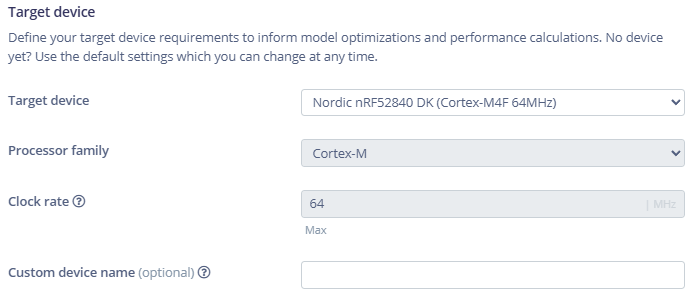 Target device
Define your target device requirements to inform model optimizations and performance calculations. No device
yet? Use the default settings which you can change at any time.
Target device
Nordic nRF52840 DK (Cortex-M4F 64MHz)
Processor family
Cortex-M
Clock rate ?
64 | MHz
Max
Custom device name (optional) ?